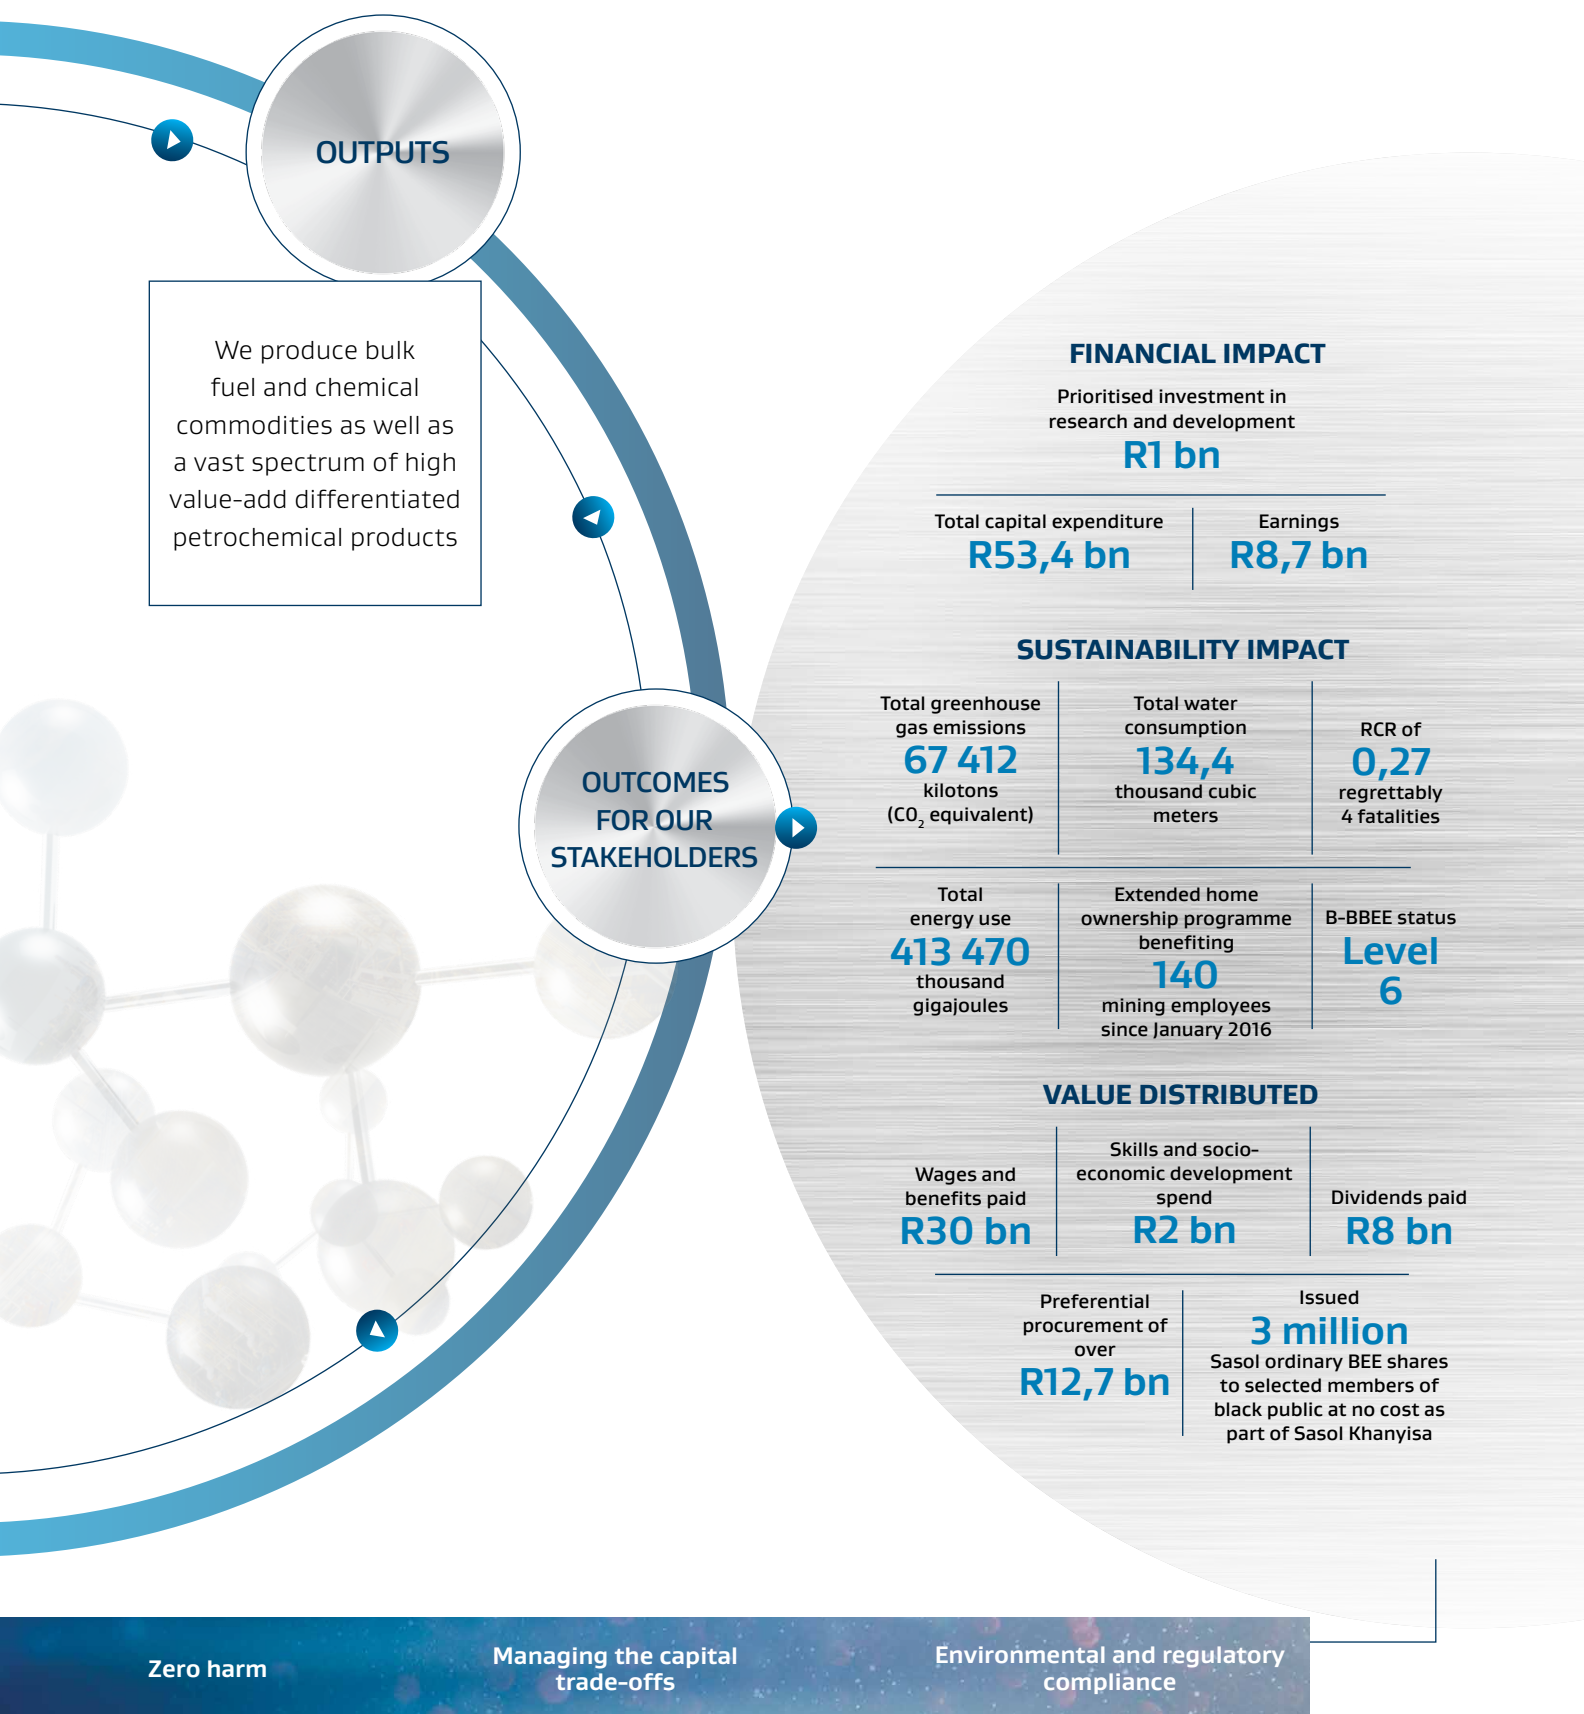 OUTPUTS
We produce bulk
fuel and chemical
commodities as well as
a vast spectrum of high
value-add differentiated
petrochemical products
OUTCOMES
FOR OUR
STAKEHOLDERS
FINANCIAL IMPACT
Prioritised investment in
research and development
R1 bn
Total capital expenditure
R53,4 bn
Earnings
R8,7 bn
SUSTAINABILITY IMPACT
Total greenhouse
gas emissions
67 412
kilotons
(CO₂ equivalent)
Total water
consumption
134,4
thousand cubic
meters
RCR of
0,27
regrettably
4 fatalities
Total
energy use
413 470
thousand
gigajoules
Extended home
ownership programme
benefiting
140
mining employees
since January 2016
B-BBEE status
Level
6
VALUE DISTRIBUTED
Wages and
benefits paid
R30 bn
Skills and socio-
economic development
spend
R2 bn
Dividends paid
R8 bn
Preferential
procurement of
over
R12,7 bn
Issued
3 million
Sasol ordinary BEE shares
to selected members of
black public at no cost as
part of Sasol Khanyisa
Zero harm
Managing the capital
trade-offs
Environmental and regulatory
compliance